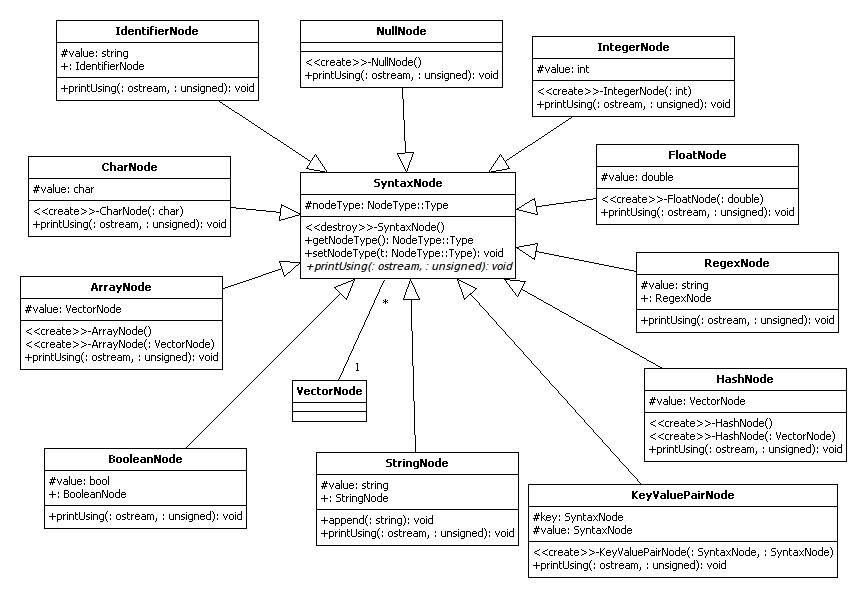 IdentifierNode
#value: string
+: IdentifierNode
+printUsing(: ostream, : unsigned): void
NullNode
<<create>>-NullNode()
+printUsing(: ostream, : unsigned): void
IntegerNode
#value: int
<<create>>-IntegerNode(: int)
+printUsing(: ostream, : unsigned): void
CharNode
#value: char
<<create>>-CharNode(: char)
+printUsing(: ostream, : unsigned): void
SyntaxNode
#nodeType: NodeType::Type
<<destroy>>-SyntaxNode()
+getNodeType(): NodeType::Type
+setNodeType(t: NodeType::Type): void
+printUsing(: ostream, : unsigned): void
FloatNode
#value: double
<<create>>-FloatNode(: double)
+printUsing(: ostream, : unsigned): void
RegexNode
#value: string
+: RegexNode
+printUsing(: ostream, : unsigned): void
ArrayNode
#value: VectorNode
<<create>>-ArrayNode()
<<create>>-ArrayNode(: VectorNode)
+printUsing(: ostream, : unsigned): void
*
1
VectorNode
HashNode
#value: VectorNode
<<create>>-HashNode()
<<create>>-HashNode(: VectorNode)
+printUsing(: ostream, : unsigned): void
BooleanNode
#value: bool
+: BooleanNode
+printUsing(: ostream, : unsigned): void
StringNode
#value: string
+: StringNode
+append(: string): void
+printUsing(: ostream, : unsigned): void
KeyValuePairNode
#key: SyntaxNode
#value: SyntaxNode
<<create>>-KeyValuePairNode(: SyntaxNode, : SyntaxNode)
+printUsing(: ostream, : unsigned): void